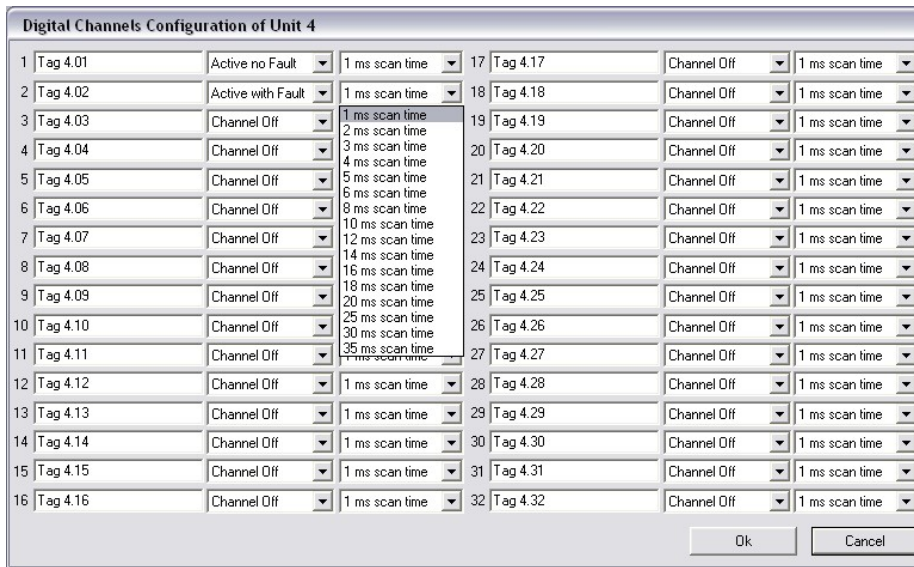 Digital Channels Configuration of Unit 4
1 Tag 4.01 Active no Fault 1 ms scan time 17 Tag 4.17 Channel Off 1 ms scan time
2 Tag 4.02 Active with Fault 1 ms scan time 18 Tag 4.18 Channel Off 1 ms scan time
3 Tag 4.03 Channel Off 19 Tag 4.19 Channel Off 1 ms scan time
4 Tag 4.04 Channel Off 20 Tag 4.20 Channel Off 1 ms scan time
5 Tag 4.05 Channel Off 21 Tag 4.21 Channel Off 1 ms scan time
6 Tag 4.06 Channel Off 22 Tag 4.22 Channel Off 1 ms scan time
7 Tag 4.07 Channel Off 23 Tag 4.23 Channel Off 1 ms scan time
8 Tag 4.08 Channel Off 24 Tag 4.24 Channel Off 1 ms scan time
9 Tag 4.09 Channel Off 25 Tag 4.25 Channel Off 1 ms scan time
10 Tag 4.10 Channel Off 26 Tag 4.26 Channel Off 1 ms scan time
11 Tag 4.11 Channel Off 27 Tag 4.27 Channel Off 1 ms scan time
12 Tag 4.12 Channel Off 1 ms scan time 28 Tag 4.28 Channel Off 1 ms scan time
13 Tag 4.13 Channel Off 1 ms scan time 29 Tag 4.29 Channel Off 1 ms scan time
14 Tag 4.14 Channel Off 1 ms scan time 30 Tag 4.30 Channel Off 1 ms scan time
15 Tag 4.15 Channel Off 1 ms scan time 31 Tag 4.31 Channel Off 1 ms scan time
16 Tag 4.16 Channel Off 1 ms scan time 32 Tag 4.32 Channel Off 1 ms scan time
1 ms scan time
2 ms scan time
3 ms scan time
4 ms scan time
5 ms scan time
6 ms scan time
8 ms scan time
10 ms scan time
12 ms scan time
14 ms scan time
16 ms scan time
18 ms scan time
20 ms scan time
25 ms scan time
30 ms scan time
35 ms scan time
Ok Cancel